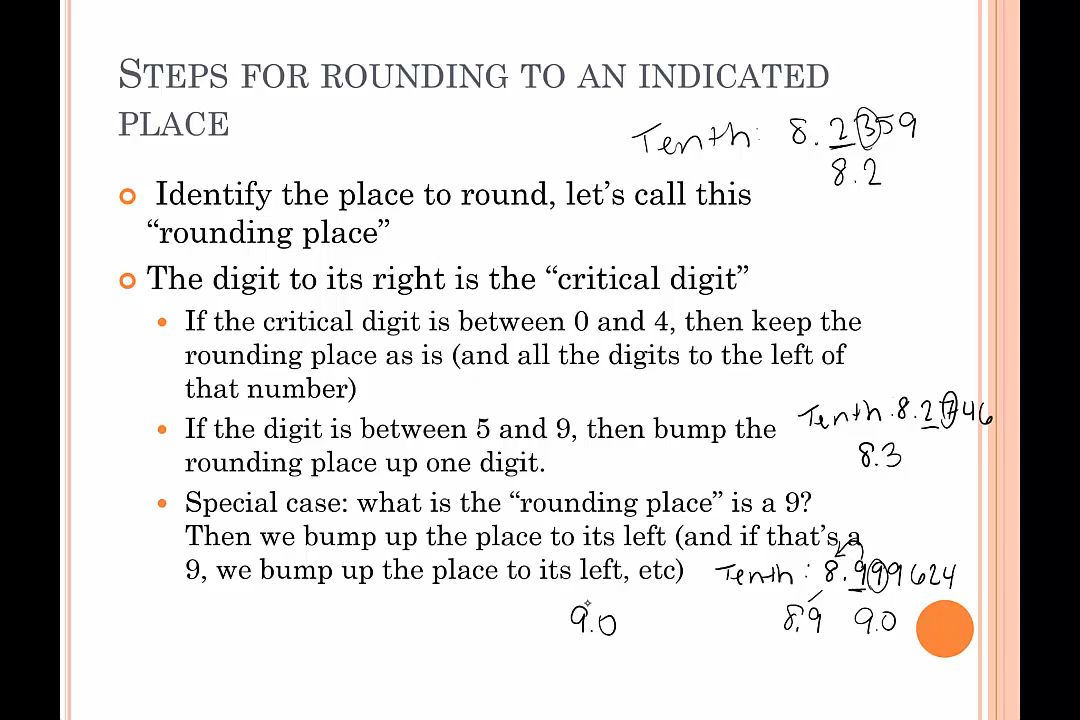 STEPS FOR ROUNDING TO AN INDICATED
PLACE
Tenth: 8.2359
8.2
Identify the place to round, let's call this
“rounding place”
The digit to its right is the “critical digit”
If the critical digit is between 0 and 4, then keep the
rounding place as is (and all the digits to the left of
that number)
Tenth: 8.2746
If the digit is between 5 and 9, then bump the
rounding place up one digit.
8.3
Special case: what is the “rounding place” is a 9?
Then we bump up the place to its left (and if that's a
9, we bump up the place to its left, etc)
Tenth: 8.999624
9.0
8.9 9.0